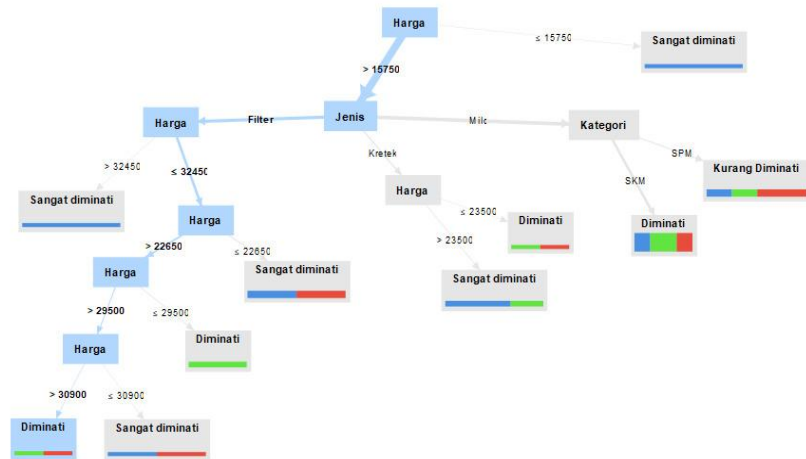 Harga
≤ 15750
Sangat diminati
> 15750
Harga
Filter
Jenis
Mild
Kategori
> 32450
≤ 32450
Kretek
SPM
Kurang Diminati
SKM
Sangat diminati
Harga
Harga
≤ 23500
Diminati
Diminati
> 22650
≤ 22650
> 23500
Harga
Sangat diminati
Sangat diminati
> 29500
≤ 29500
Harga
Diminati
> 30900
≤ 30900
Diminati
Sangat diminati